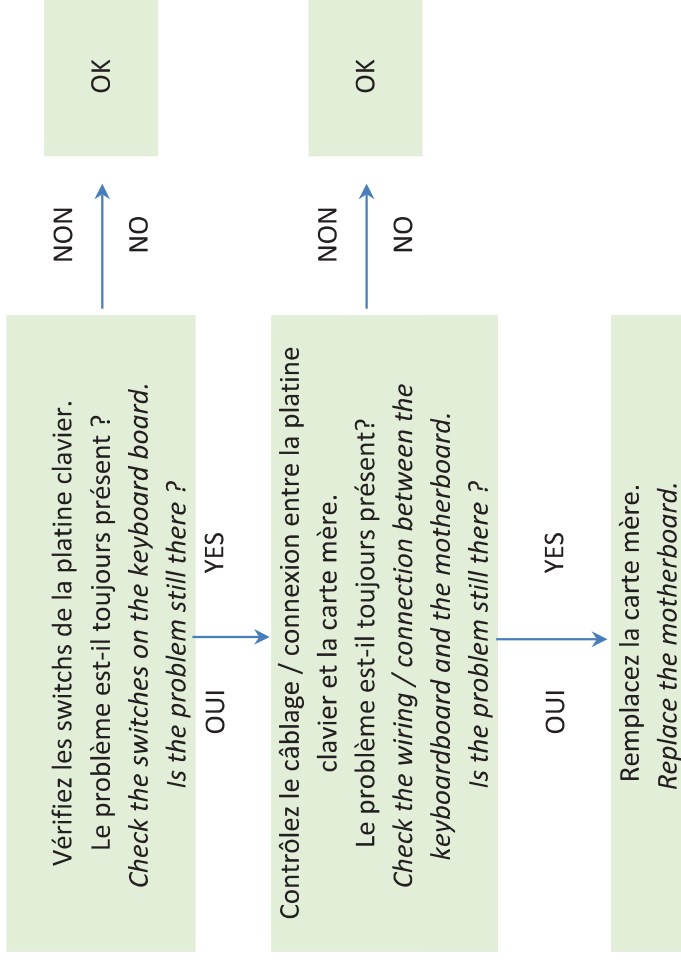 Vérifiez les switchs de la platine clavier.
Le problème est-il toujours présent ?
Check the switches on the keyboard board.
Is the problem still there ?
NON
NO
OK
OUI
YES
Contrôlez le câblage / connexion entre la platine
clavier et la carte mère.
Le problème est-il toujours présent?
Check the wiring / connection between the
keyboardboard and the motherboard.
Is the problem still there ?
NON
NO
OK
OUI
YES
Remplacez la carte mère.
Replace the motherboard.